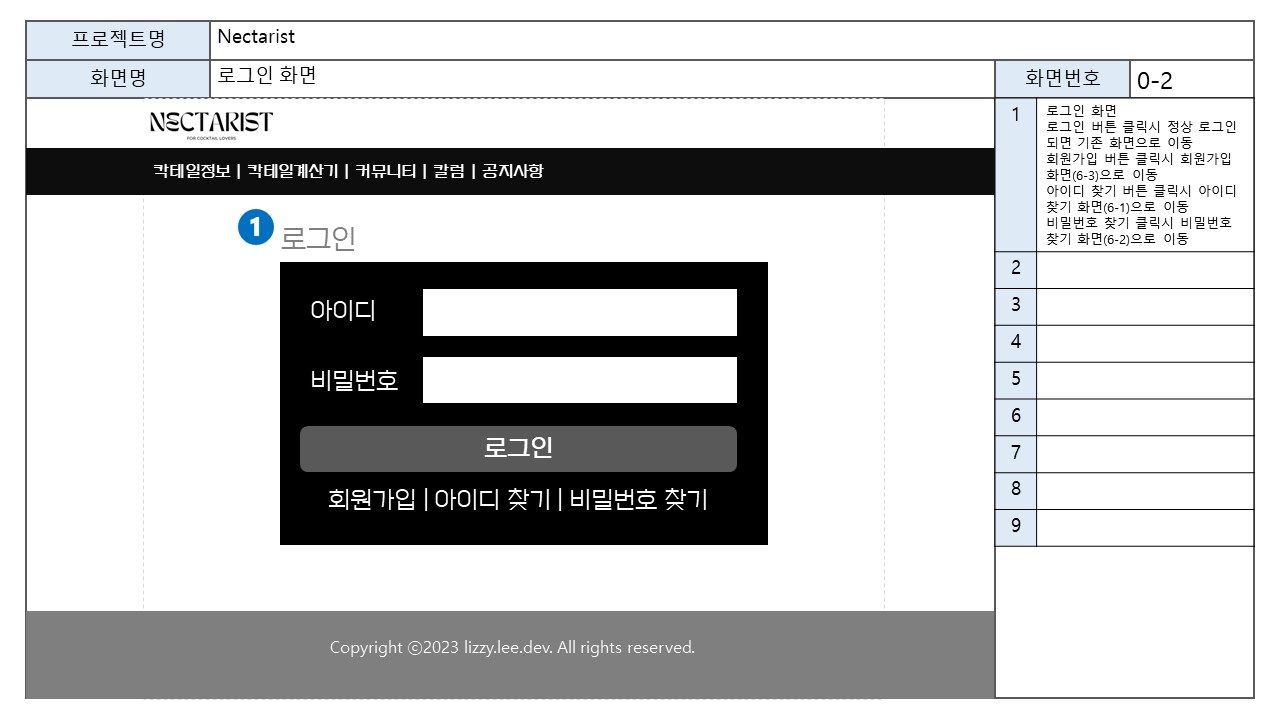 프로젝트명
Nectarist
화면명
로그인 화면
화면번호
0-2
NECTARIST
FOR COCKTAIL LOVERS
칵테일정보 | 칵테일계산기 | 커뮤니티 | 칼럼 | 공지사항
1
로그인
아이디
비밀번호
로그인
회원가입 | 아이디 찾기 | 비밀번호 찾기
Copyright ⓒ2023 lizzy.lee.dev. All rights reserved.
1
로그인 화면
로그인 버튼 클릭시 정상 로그인
되면 기존 화면으로 이동
회원가입 버튼 클릭시 회원가입
화면(6-3)으로 이동
아이디 찾기 버튼 클릭시 아이디
찾기 화면(6-1)으로 이동
비밀번호 찾기 클릭시 비밀번호
찾기 화면(6-2)으로 이동
2
3
4
5
6
7
8
9